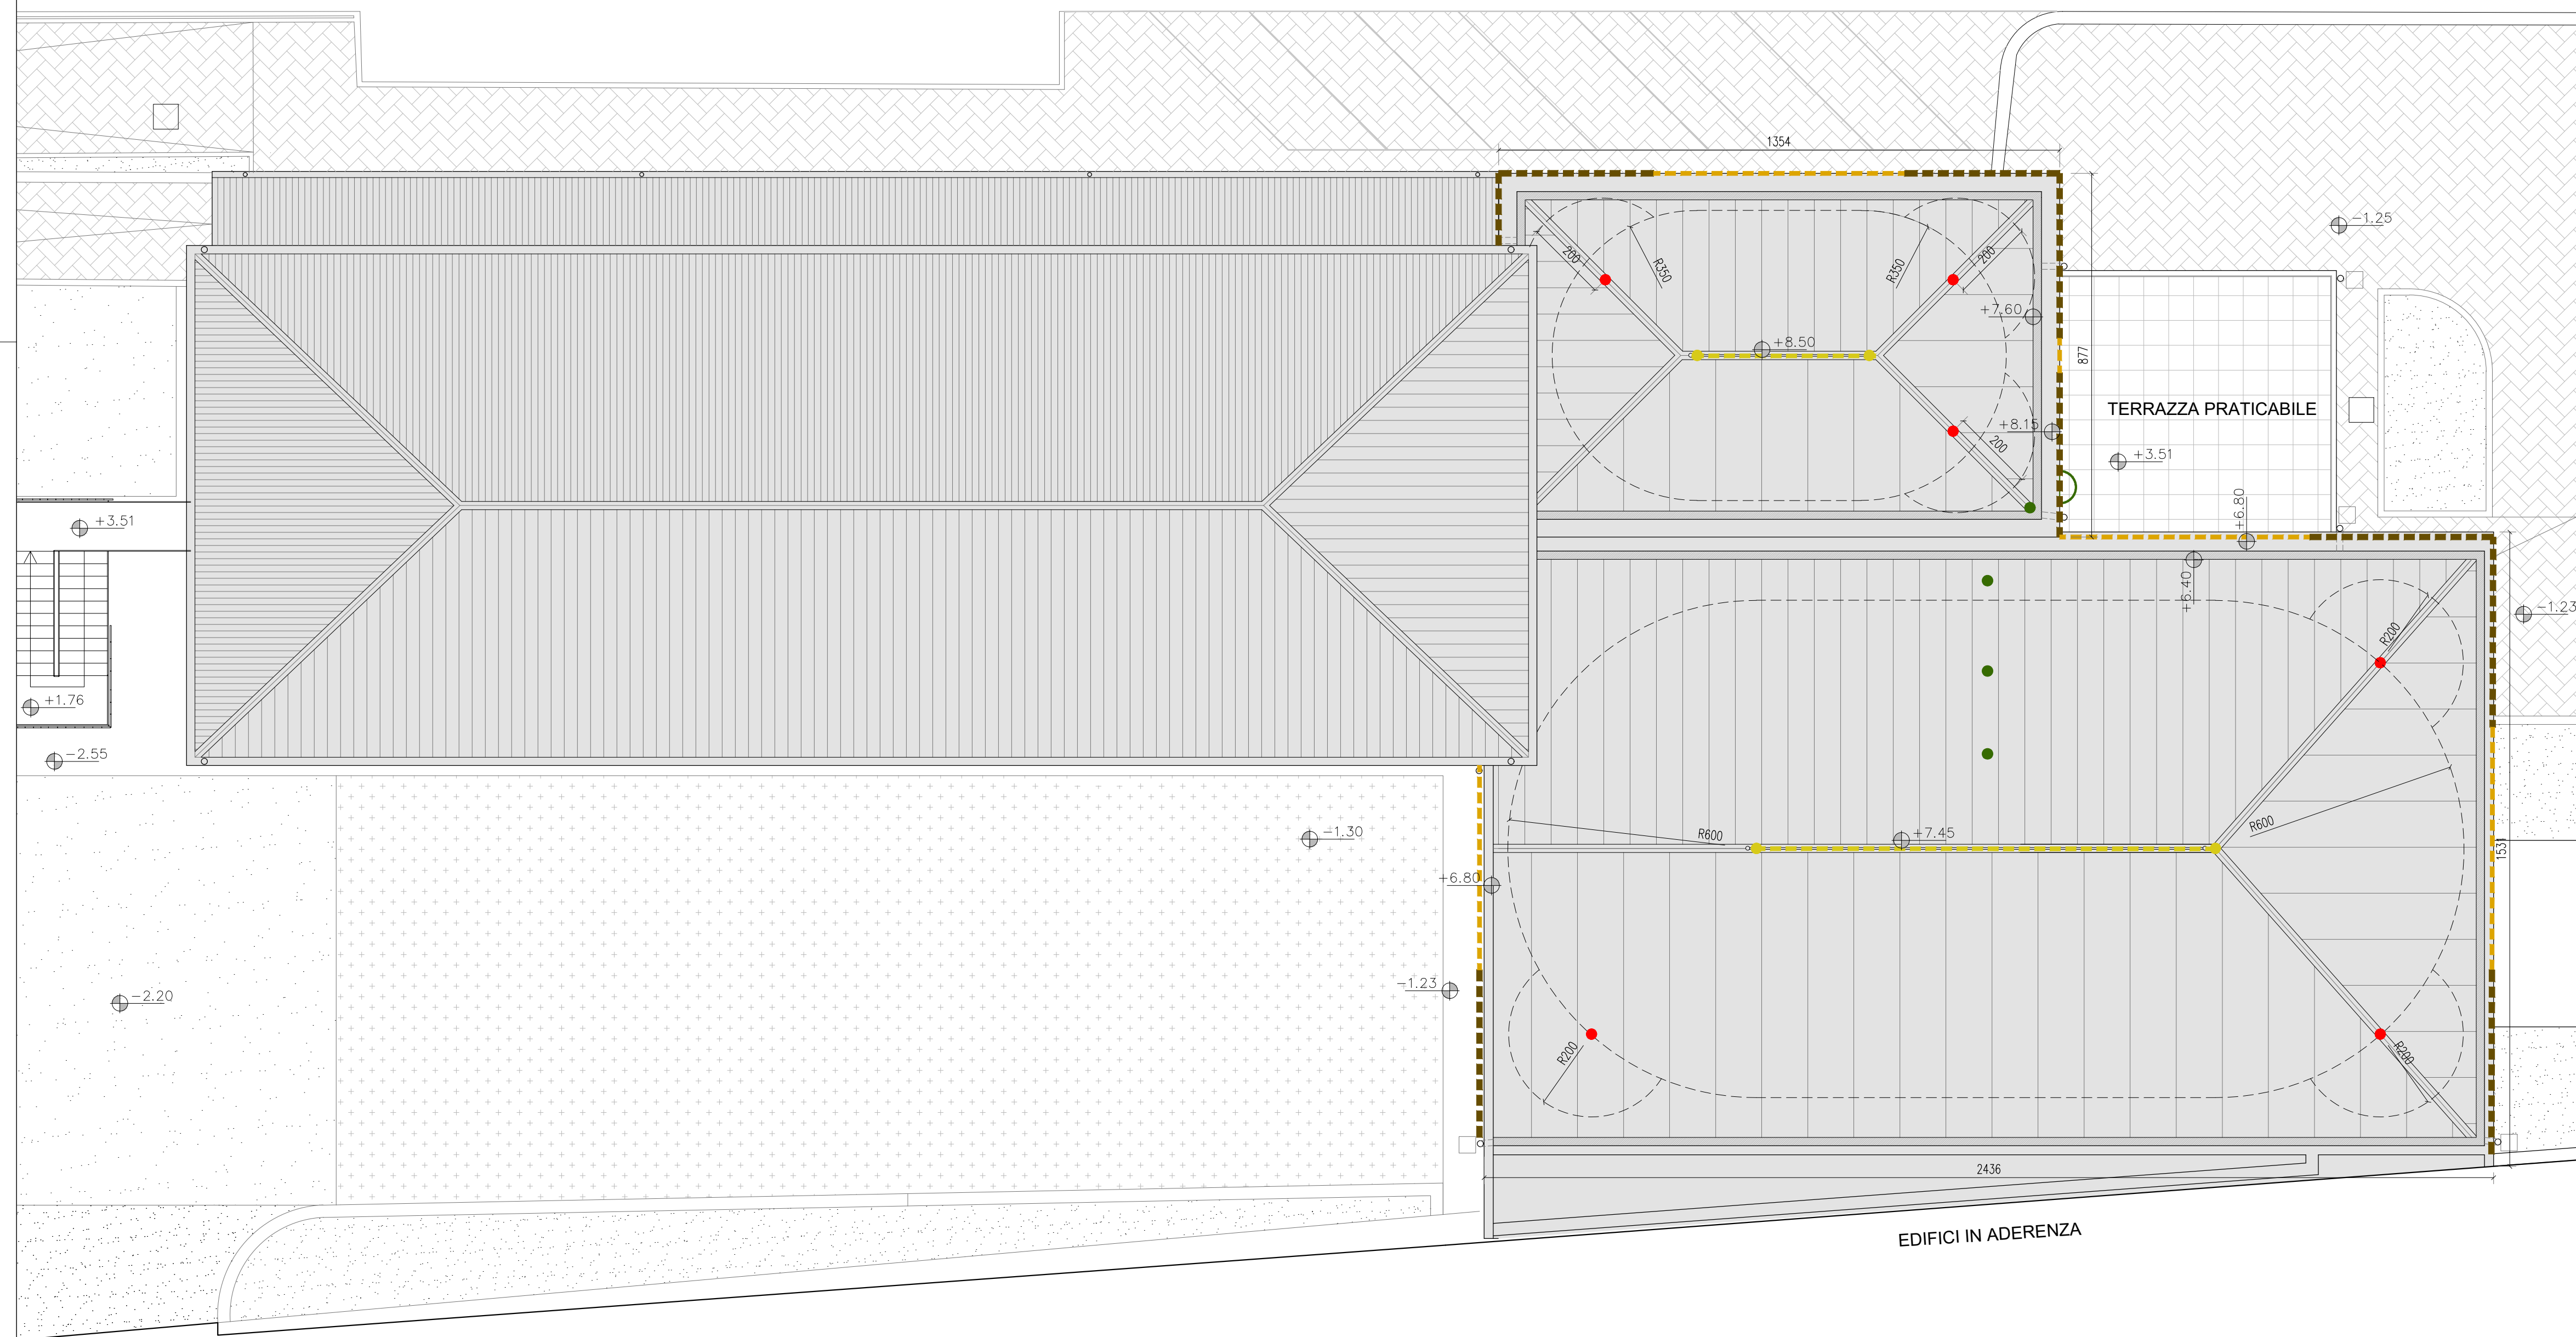 1354
-1.25
200
R350
R350
200
+7.60
+8.50
877
TERRAZZA PRATICABILE
+8.15
200
+3.51
+6.80
+3.51
+6.40
-1.23
R200
+1.76
-2.55
R600
R600
+7.45
-1.30
1531
+6.80
-1.23
-2.20
R200
R200
2436
EDIFICI IN ADERENZA